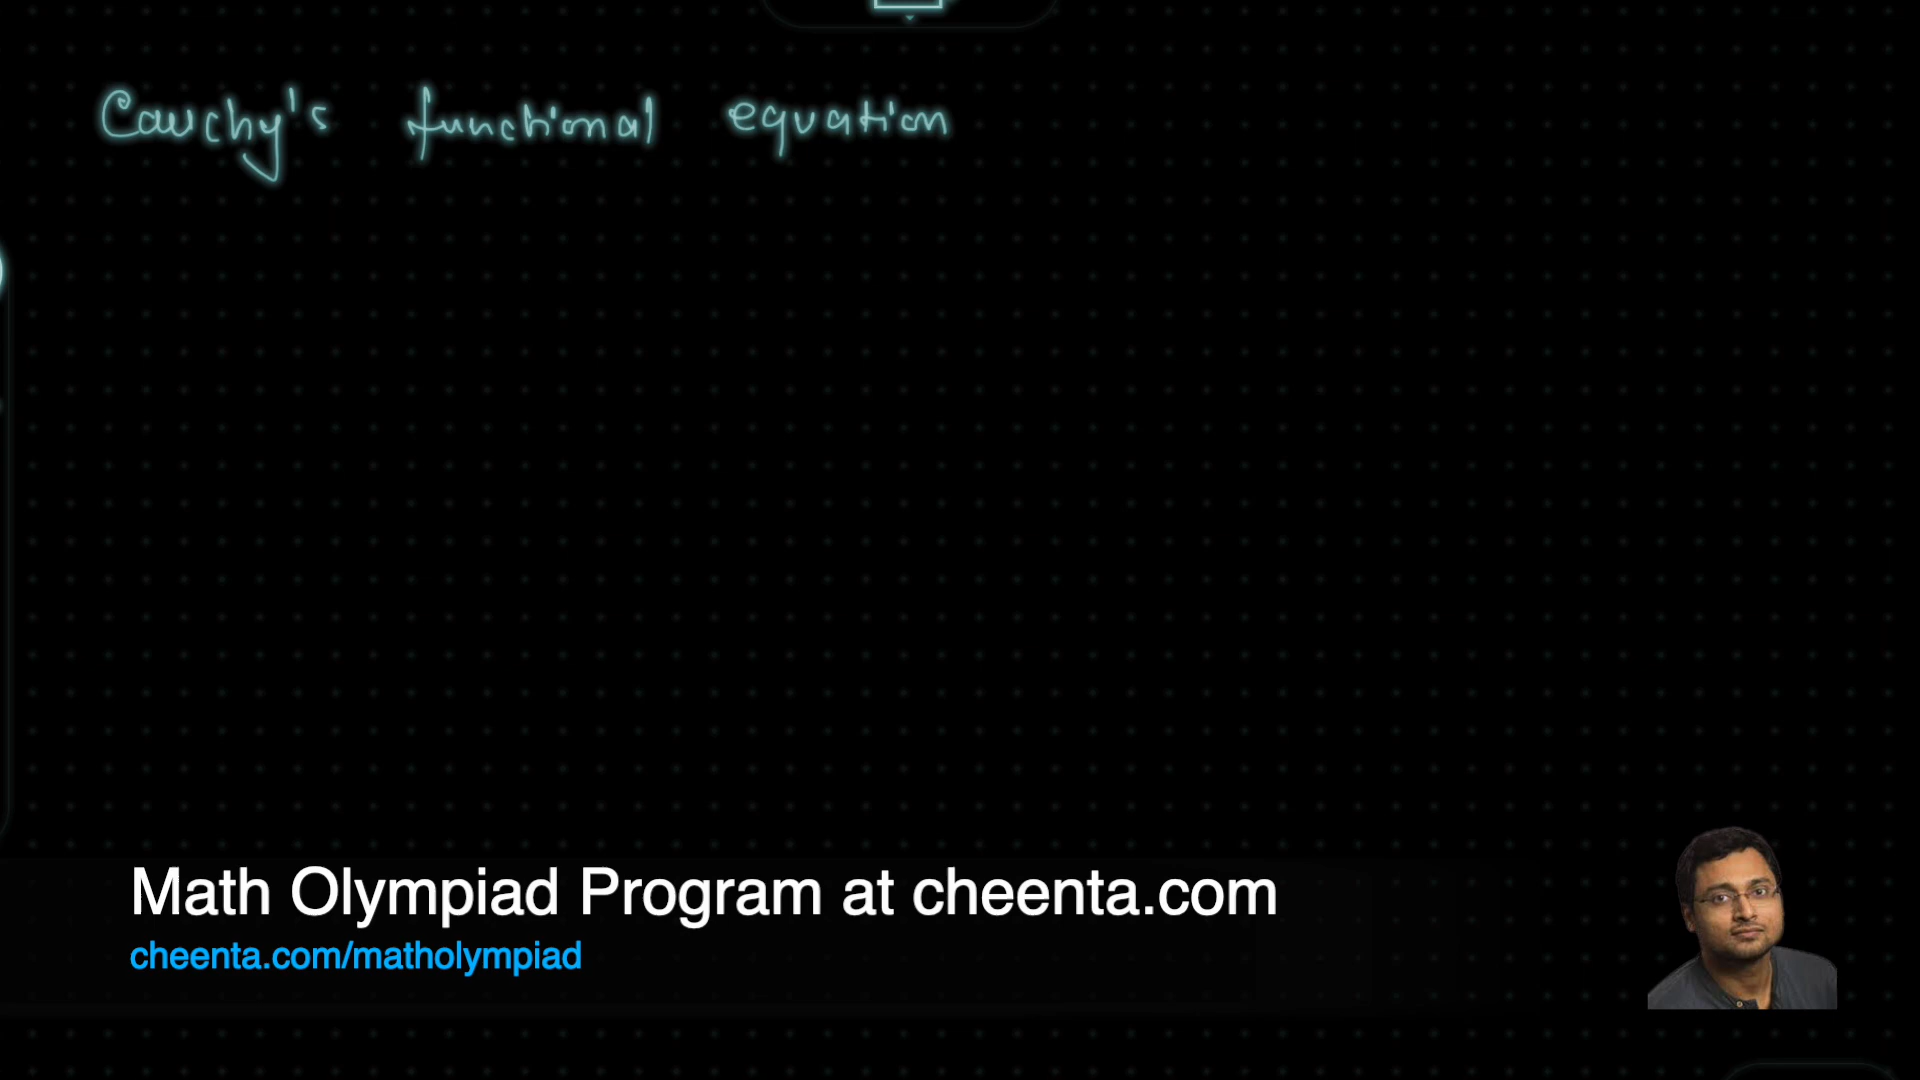 Cauchy's functional equation
Math Olympiad Program at cheenta.com
cheenta.com/matholympiad